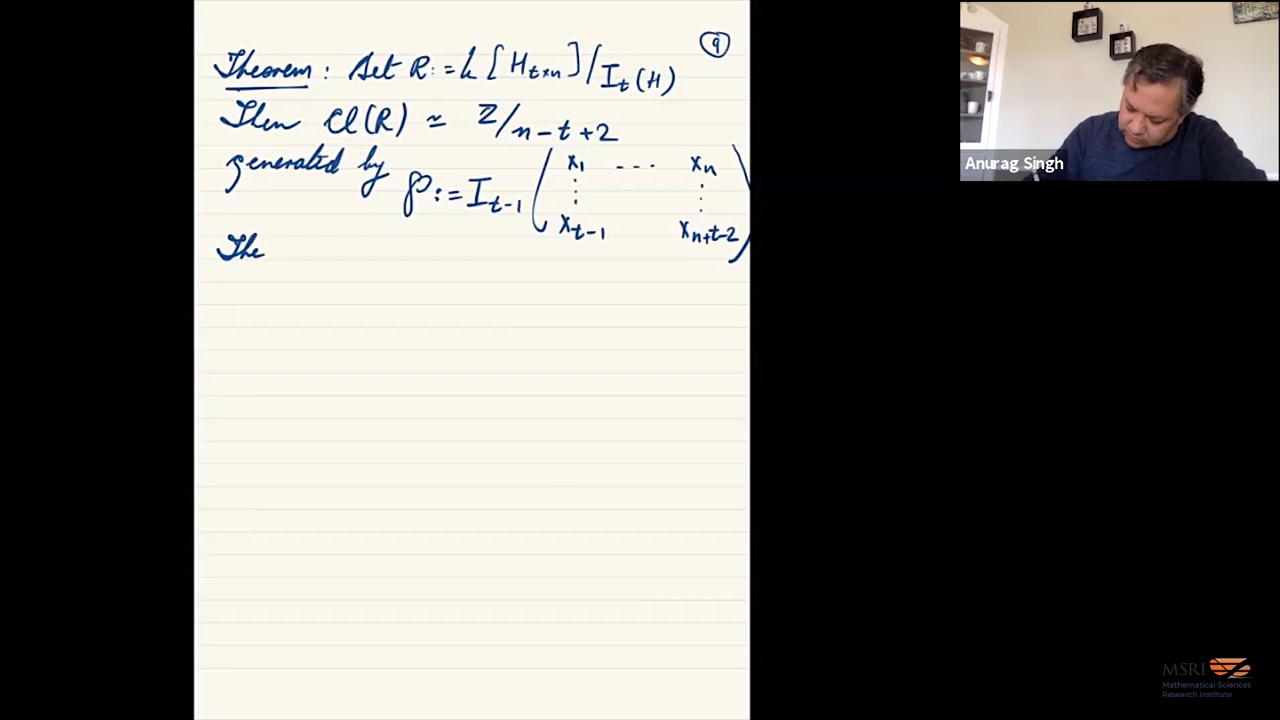 ⑨
Theorem: Set R := k[H_{t×n}]/I_t(H)
Then Cl(R) ≃ ℤ/n-t+2
generated by 𝔭 := I_{t-1} ( x_1 --- x_n
⋮ ⋮
x_{t-1} x_{n+t-2} )
The
Anurag Singh
MSRI
Mathematical Sciences
Research Institute